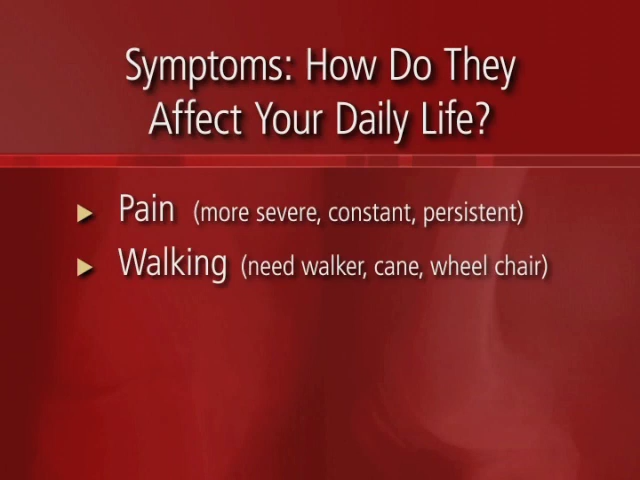 Symptoms: How Do They
Affect Your Daily Life?
Pain (more severe, constant, persistent)
Walking (need walker, cane, wheel chair)